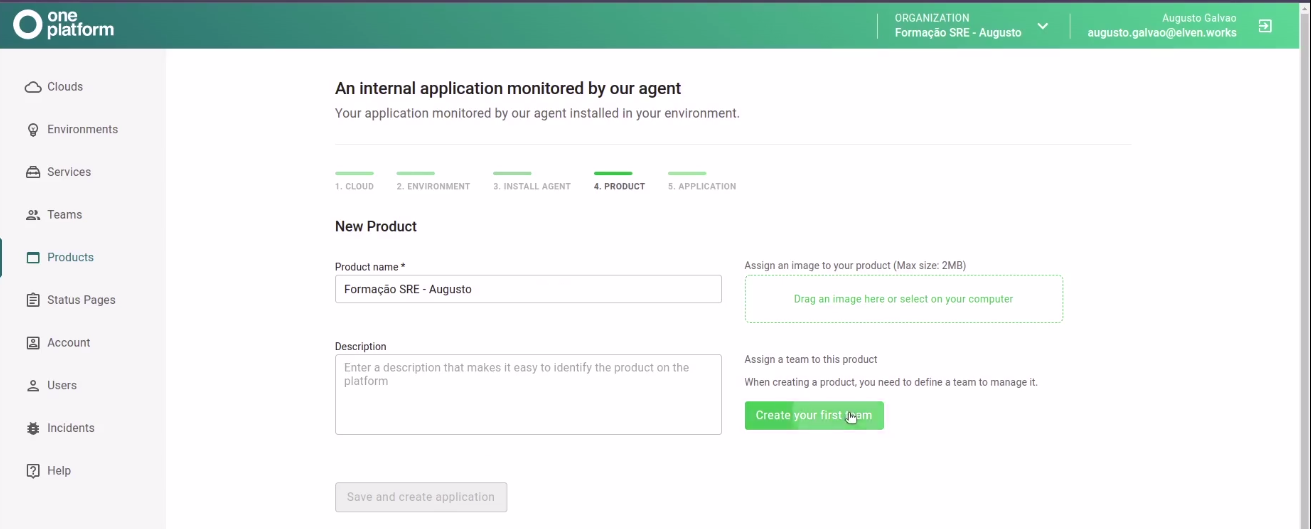 one
platform
ORGANIZATION
Formação SRE - Augusto
Augusto Galvao
augusto.galvao@elven.works
Clouds
Environments
Services
Teams
Products
Status Pages
Account
Users
Incidents
Help
An internal application monitored by our agent
Your application monitored by our agent installed in your environment.
1. CLOUD
2. ENVIRONMENT
3. INSTALL AGENT
4. PRODUCT
5. APPLICATION
New Product
Product name *
Formação SRE - Augusto
Assign an image to your product (Max size: 2MB)
Drag an image here or select on your computer
Description
Enter a description that makes it easy to identify the product on the
platform
Assign a team to this product
When creating a product, you need to define a team to manage it.
Create your first team
Save and create application